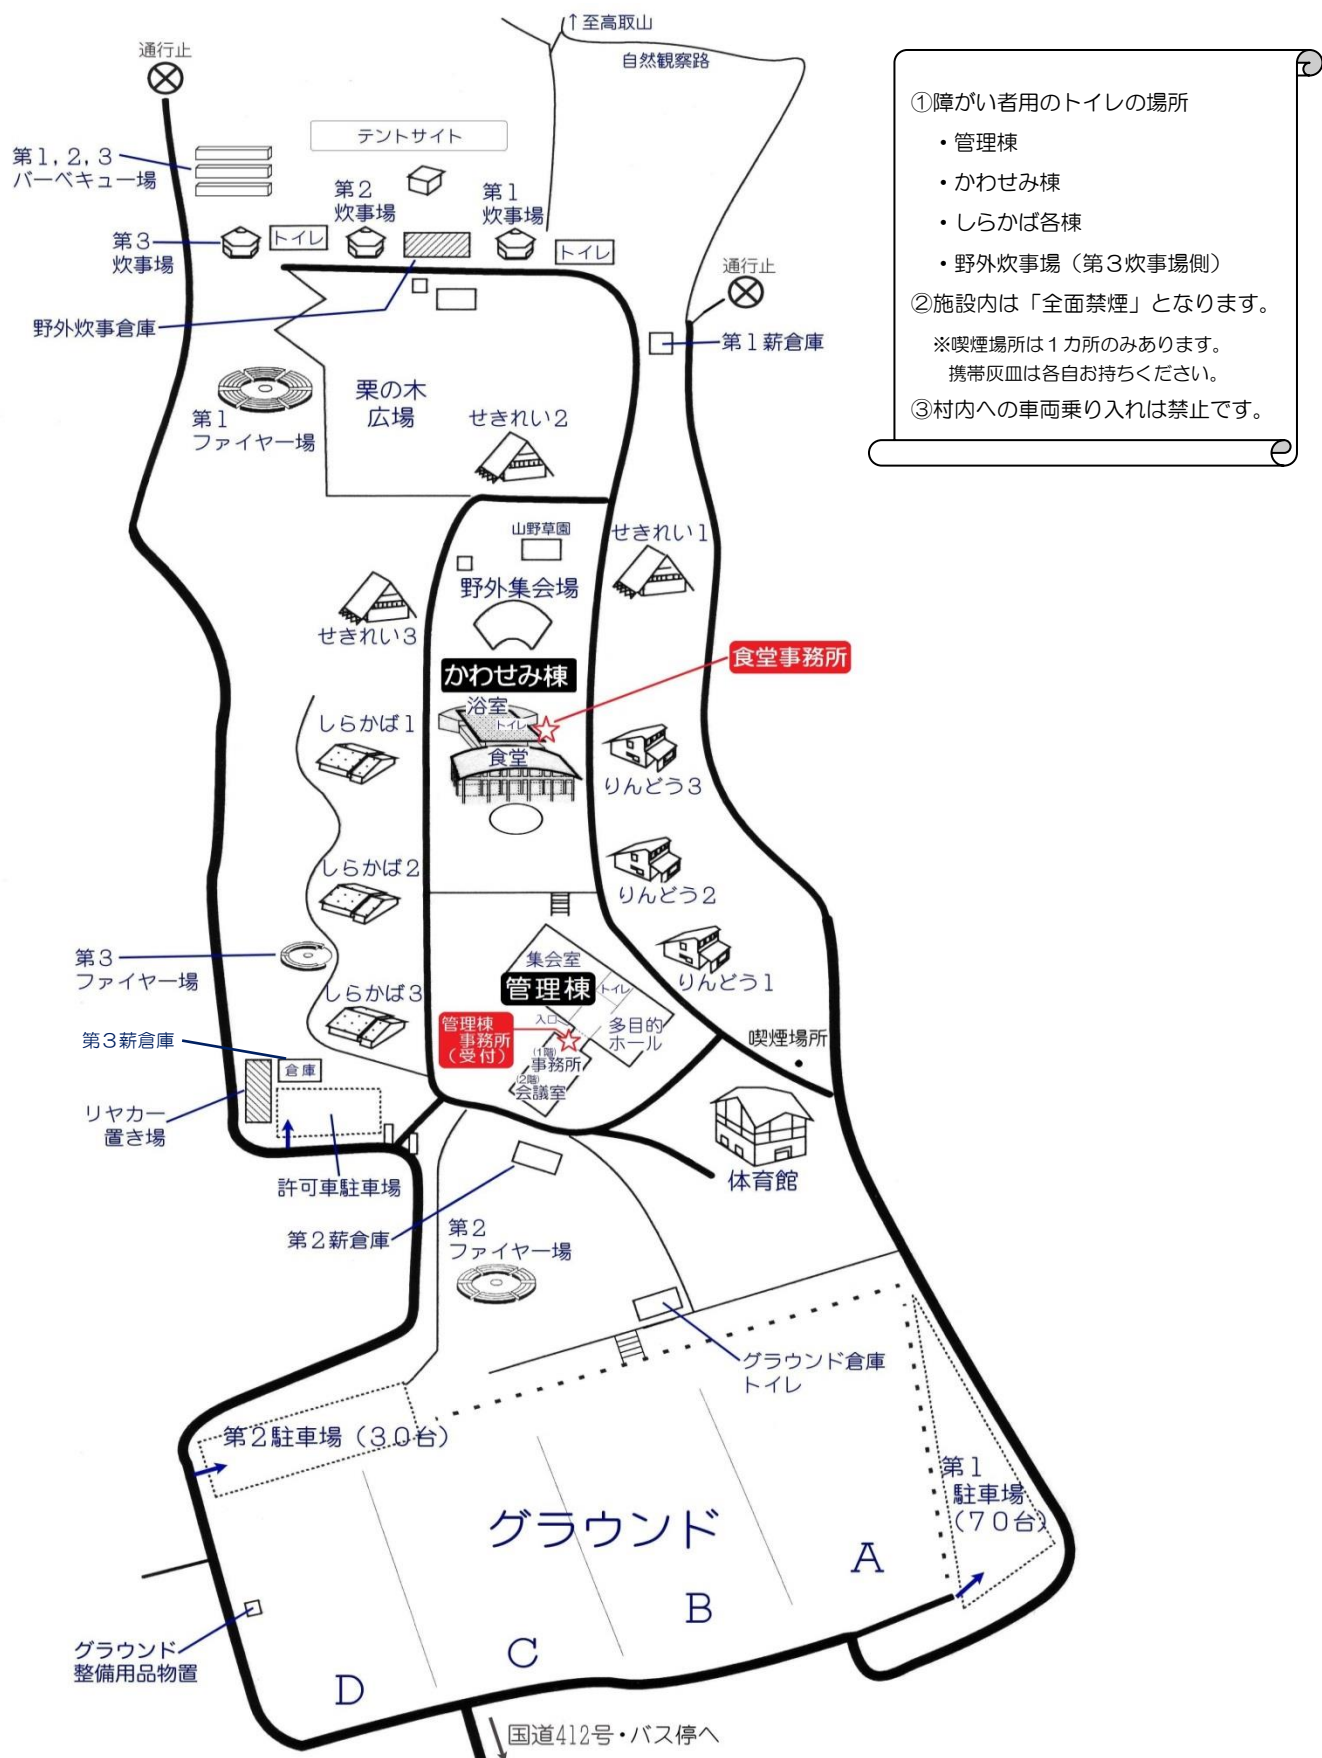 ↑至高取山
自然観察路
通行止
テントサイト
第1,2,3
バーベキュー場
第2
炊事場
第1
炊事場
第3
炊事場
トイレ
トイレ
通行止
野外炊事倉庫
第1薪倉庫
栗の木
広場
第1
ファイヤー場
せきれい2
①障がい者用のトイレの場所
・管理棟
・かわせみ棟
・しらかば各棟
・野外炊事場（第3炊事場側）
②施設内は「全面禁煙」となります。
※喫煙場所は1カ所のみあります。
携帯灰皿は各自お持ちください。
③村内への車両乗り入れは禁止です。
山野草園
せきれい1
野外集会場
せきれい3
食堂事務所
かわせみ棟
浴室
トイレ
食堂
しらかば1
りんどう3
しらかば2
りんどう2
集会室
管理棟
トイレ
りんどう1
第3
ファイヤー場
しらかば3
入口
多目的
ホール
管理棟
事務所
(受付)
(1階)
事務所
(2階)
会議室
喫煙場所
第3薪倉庫
倉庫
リヤカー
置き場
許可車駐車場
体育館
第2薪倉庫
第2
ファイヤー場
グラウンド倉庫
トイレ
第2駐車場（30台）
第1
駐車場
（70台）
グラウンド
A
B
C
D
グラウンド
整備用品物置
国道412号・バス停へ